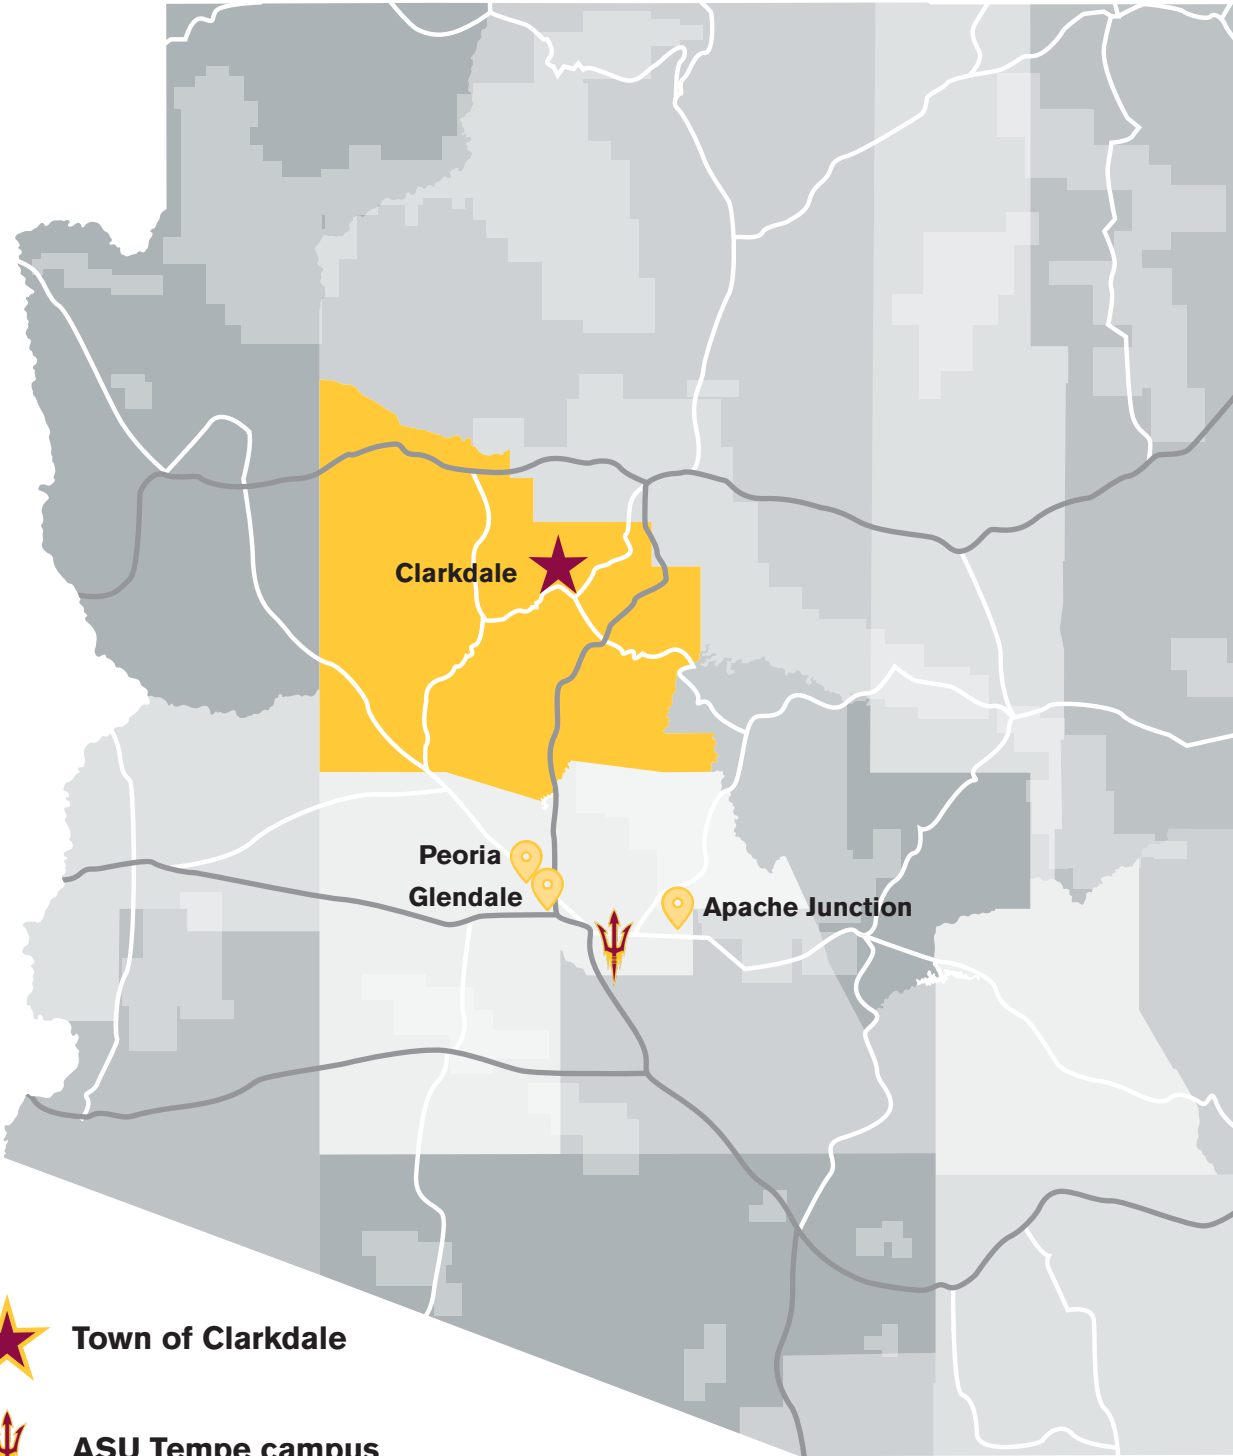 Clarkdale
Peoria
Glendale
Apache Junction
Town of Clarkdale
ASU Tempe campus